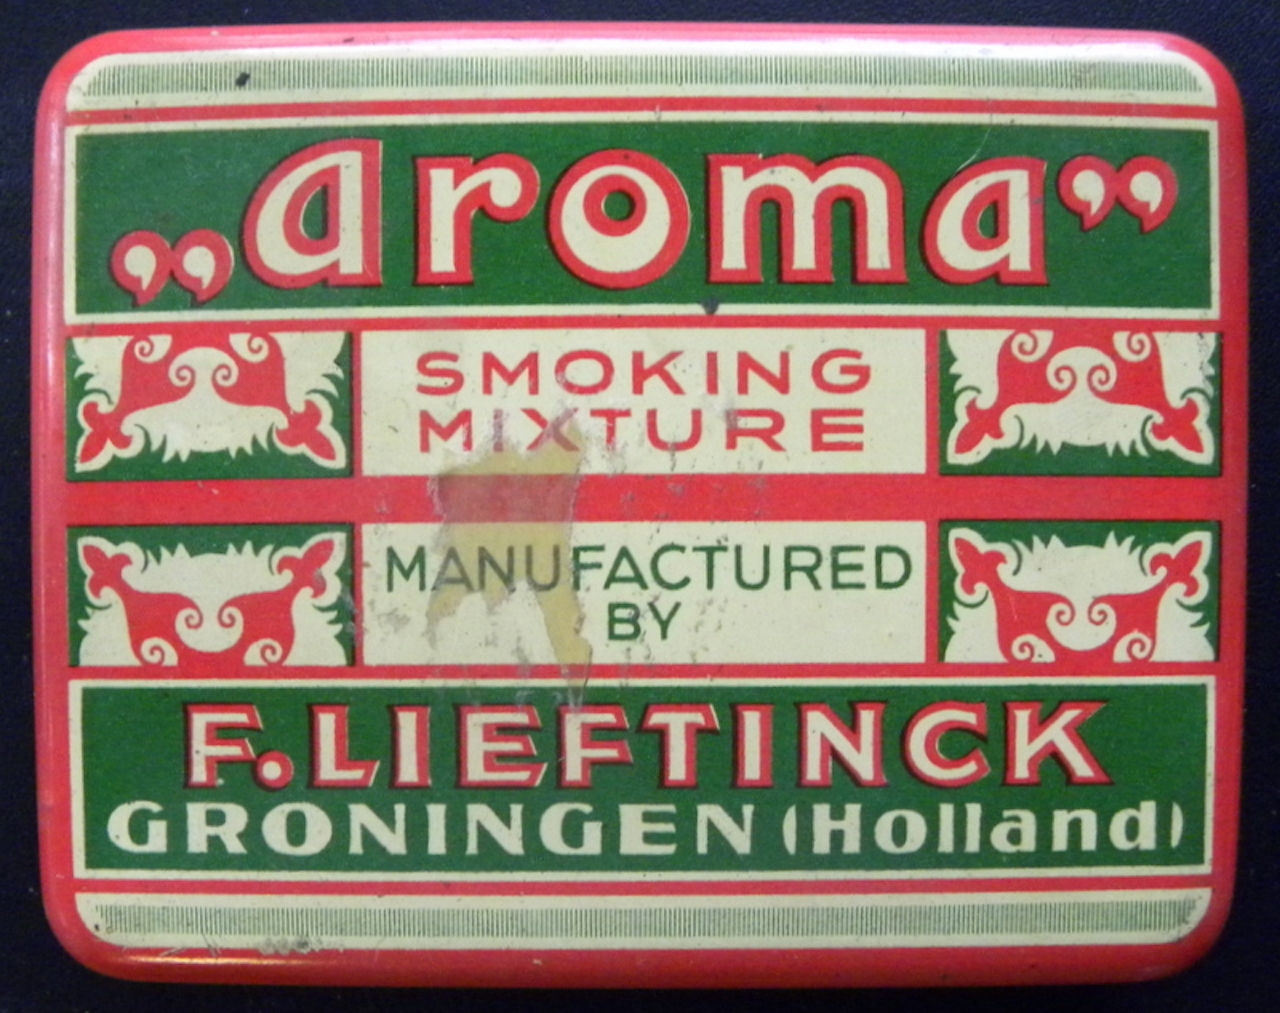 „aroma”
SMOKING
MIXTURE
MANUFACTURED
BY
F. LIEFTINCK
GRONINGEN (Holland)